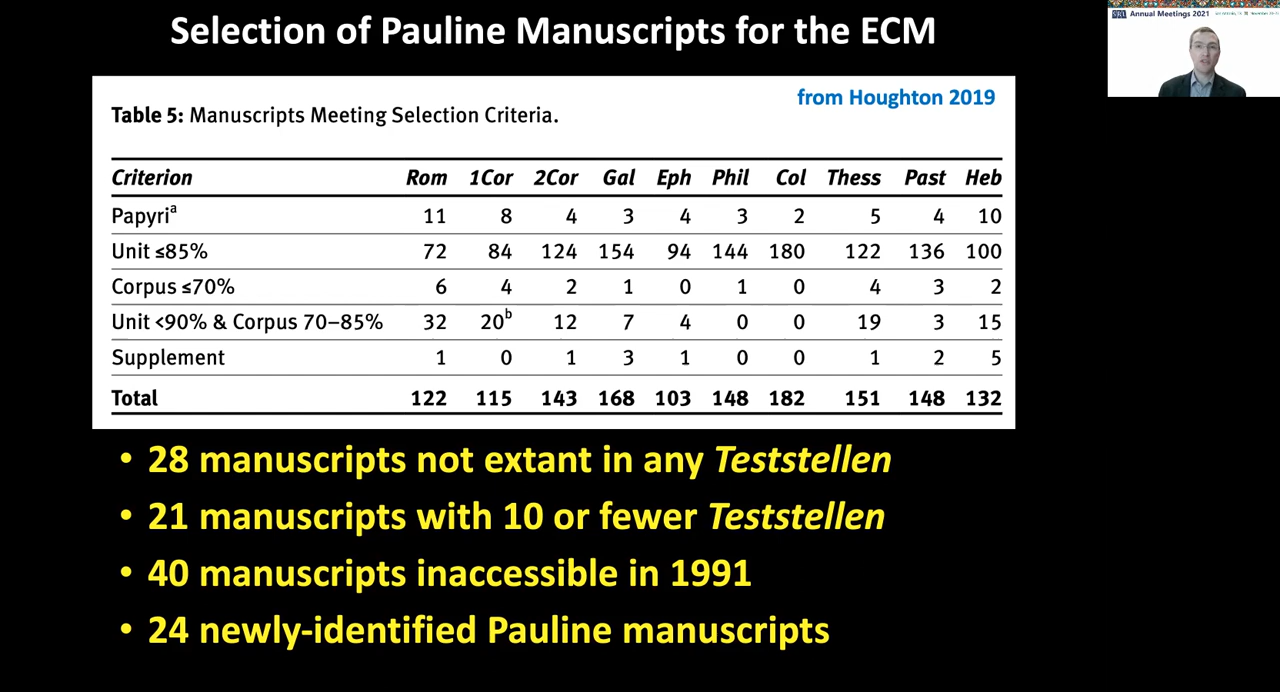 Selection of Pauline Manuscripts for the ECM
SBL Annual Meetings 2021
from Houghton 2019
Table 5: Manuscripts Meeting Selection Criteria.
Criterion Rom 1Cor 2Cor Gal Eph Phil Col Thess Past Heb
Papyriᵃ 11 8 4 3 4 3 2 5 4 10
Unit ≤85% 72 84 124 154 94 144 180 122 136 100
Corpus ≤70% 6 4 2 1 0 1 0 4 3 2
Unit <90% & Corpus 70–85% 32 20ᵇ 12 7 4 0 0 19 3 15
Supplement 1 0 1 3 1 0 0 1 2 5
Total 122 115 143 168 103 148 182 151 148 132
• 28 manuscripts not extant in any Teststellen
• 21 manuscripts with 10 or fewer Teststellen
• 40 manuscripts inaccessible in 1991
• 24 newly-identified Pauline manuscripts